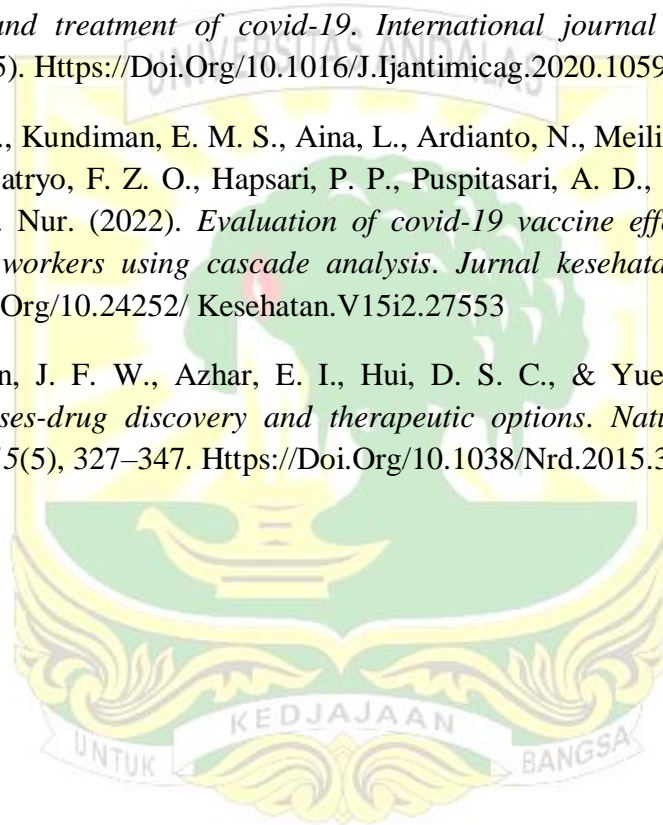 and treatment of covid-19. International journal
5). Https://Doi.Org/10.1016/J.Ijantimicag.2020.1059
UNIVERSITAS ANDALAS
., Kundiman, E. M. S., Aina, L., Ardianto, N., Meili
atryo, F. Z. O., Hapsari, P. P., Puspitasari, A. D.,
. Nur. (2022). Evaluation of covid-19 vaccine effe
workers using cascade analysis. Jurnal kesehata
Org/10.24252/ Kesehatan.V15i2.27553
n, J. F. W., Azhar, E. I., Hui, D. S. C., & Yue
ses-drug discovery and therapeutic options. Natu
15(5), 327–347. Https://Doi.Org/10.1038/Nrd.2015.3
UNTUK KEDJAJAAN BANGSA